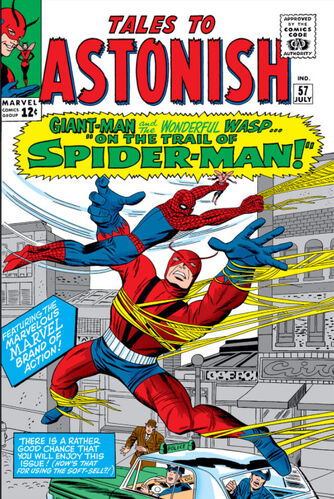 TALES TO
ASTONISH
APPROVED
BY THE
COMICS
CODE
AUTHORITY
MARVEL
COMICS
GROUP
12¢
IND.
57
JULY
GIANT-MAN and the WONDERFUL WASP...
"ON THE TRAIL OF
SPIDER-MAN!"
FEATURING THE
MARVELOUS
MARVEL
BRAND OF
ACTION!
THERE IS A RATHER
GOOD CHANCE THAT
YOU WILL ENJOY THIS
ISSUE! (HOW'S THAT
FOR USING THE SOFT-SELL?!)
POLICE